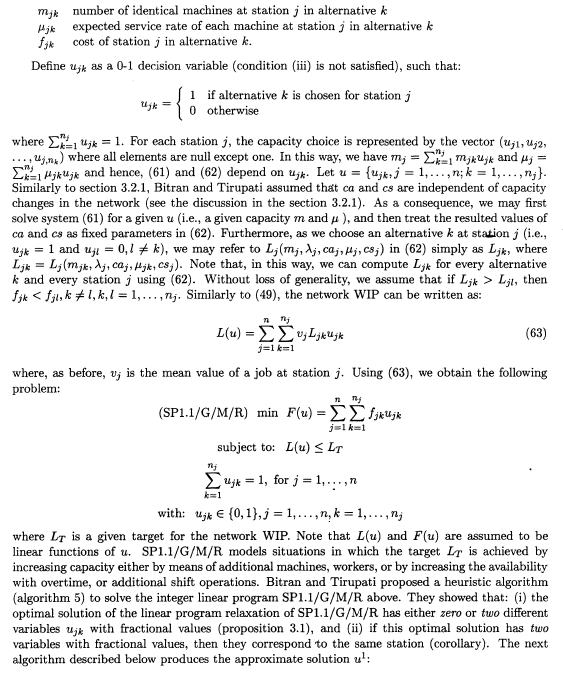 m_jk number of identical machines at station j in alternative k
μ_jk expected service rate of each machine at station j in alternative k
f_jk cost of station j in alternative k.
Define u_jk as a 0-1 decision variable (condition (iii) is not satisfied), such that:
u_jk = { 1 if alternative k is chosen for station j
0 otherwise
where ∑_{k=1}^{n_j} u_jk = 1. For each station j, the capacity choice is represented by the vector (u_j1, u_j2,
..., u_{j,n_k}) where all elements are null except one. In this way, we have m_j = ∑_{k=1}^{n_j} m_jk u_jk and μ_j =
∑_{k=1}^{n_j} μ_jk u_jk and hence, (61) and (62) depend on u_jk. Let u = {u_jk, j = 1, ..., n; k = 1, ..., n_j}.
Similarly to section 3.2.1, Bitran and Tirupati assumed that ca and cs are independent of capacity
changes in the network (see the discussion in the section 3.2.1). As a consequence, we may first
solve system (61) for a given u (i.e., a given capacity m and μ ), and then treat the resulted values of
ca and cs as fixed parameters in (62). Furthermore, as we choose an alternative k at station j (i.e.,
u_jk = 1 and u_jl = 0, l ≠ k), we may refer to L_j(m_j, λ_j, ca_j, μ_j, cs_j) in (62) simply as L_jk, where
L_jk = L_j(m_jk, λ_j, ca_j, μ_jk, cs_j). Note that, in this way, we can compute L_jk for every alternative
k and every station j using (62). Without loss of generality, we assume that if L_jk > L_jl, then
f_jk < f_jl, k ≠ l, k, l = 1, ..., n_j. Similarly to (49), the network WIP can be written as:
L(u) = ∑_{j=1}^{n} ∑_{k=1}^{n_j} v_j L_jk u_jk (63)
where, as before, v_j is the mean value of a job at station j. Using (63), we obtain the following
problem:
(SP1.1/G/M/R) min F(u) = ∑_{j=1}^{n} ∑_{k=1}^{n_j} f_jk u_jk
subject to: L(u) ≤ L_T
∑_{k=1}^{n_j} u_jk = 1, for j = 1, ..., n
with: u_jk ∈ {0, 1}, j = 1, ..., n, k = 1, ..., n_j
where L_T is a given target for the network WIP. Note that L(u) and F(u) are assumed to be
linear functions of u. SP1.1/G/M/R models situations in which the target L_T is achieved by
increasing capacity either by means of additional machines, workers, or by increasing the availability
with overtime, or additional shift operations. Bitran and Tirupati proposed a heuristic algorithm
(algorithm 5) to solve the integer linear program SP1.1/G/M/R above. They showed that: (i) the
optimal solution of the linear program relaxation of SP1.1/G/M/R has either zero or two different
variables u_jk with fractional values (proposition 3.1), and (ii) if this optimal solution has two
variables with fractional values, then they correspond to the same station (corollary). The next
algorithm described below produces the approximate solution u^1: